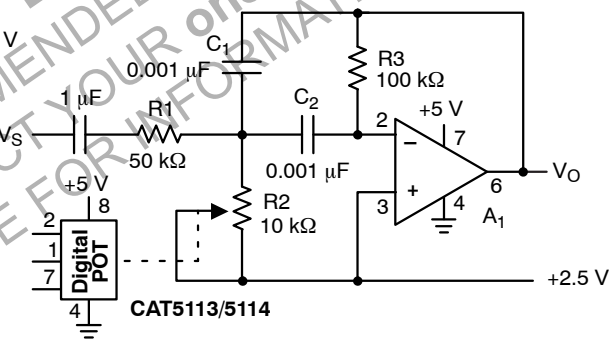 V
C1
0.001 µF
R3
100 kΩ
1 µF
R1
C2
2
+5 V
7
VS
50 kΩ
0.001 µF
−
6
VO
+5 V
8
R2
10 kΩ
+
3
4
A1
2
1
7
Digital
POT
4
CAT5113/5114
+2.5 V
YOUR
FOR